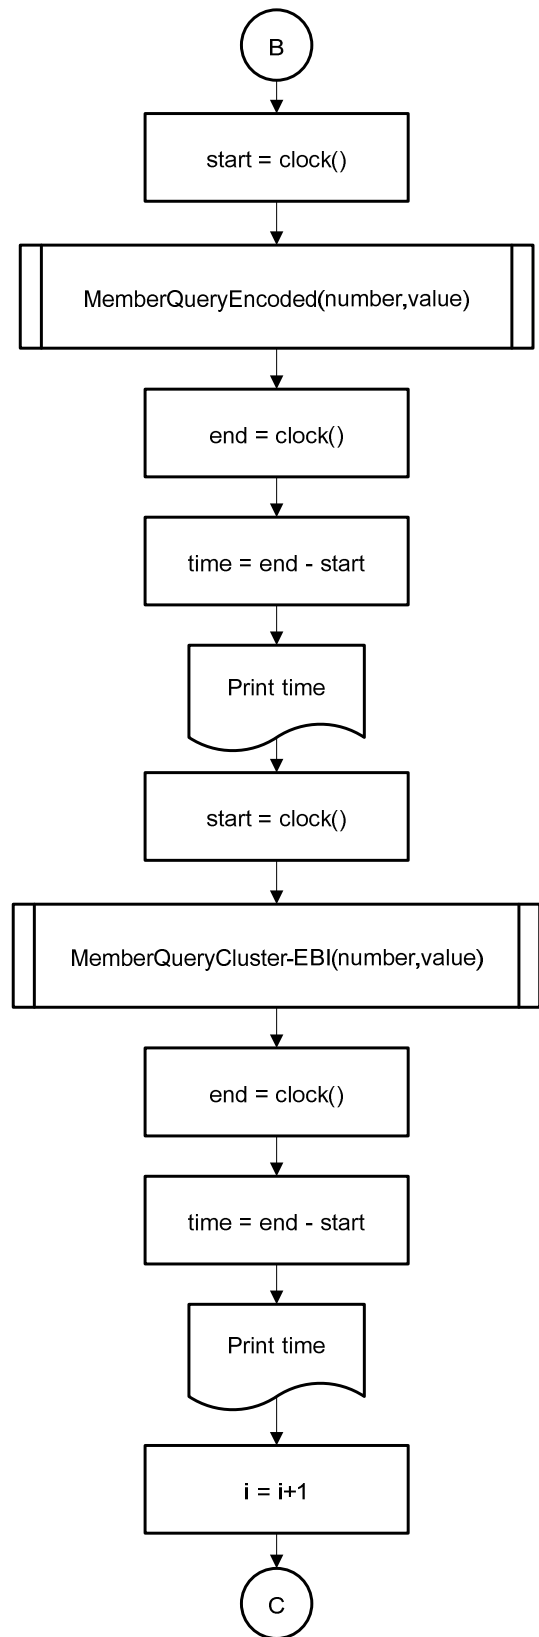 B
start = clock()
MemberQueryEncoded(number,value)
end = clock()
time = end - start
Print time
start = clock()
MemberQueryCluster-EBI(number,value)
end = clock()
time = end - start
Print time
i = i+1
C